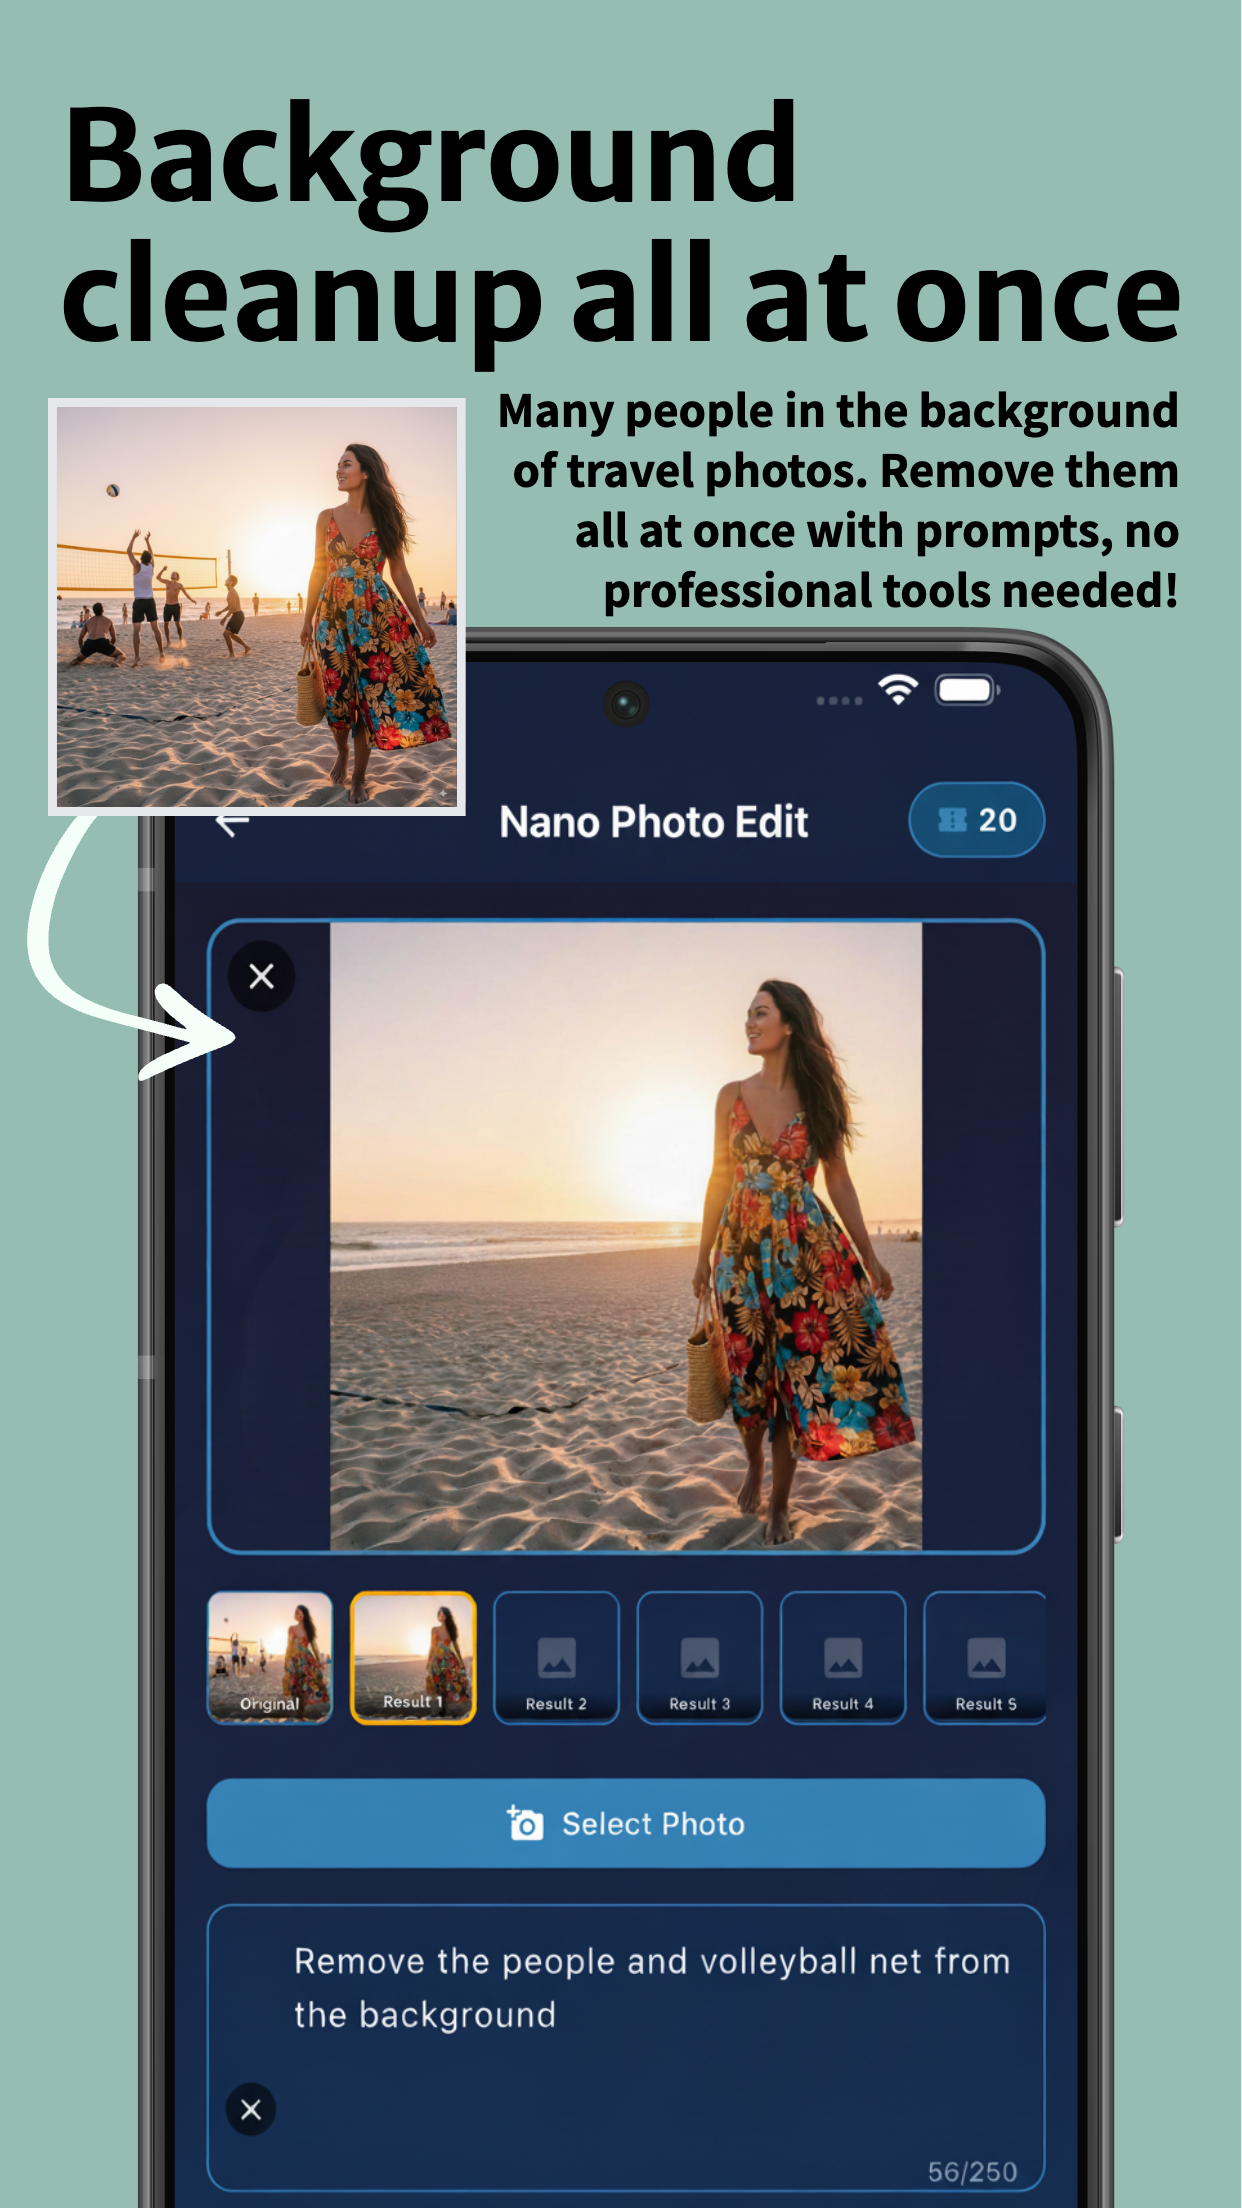 Background
cleanup all at once
Many people in the background
of travel photos. Remove them
all at once with prompts, no
professional tools needed!
Nano Photo Edit
20
Original
Result 1
Result 2
Result 3
Result 4
Result 5
Select Photo
Remove the people and volleyball net from
the background
56/250